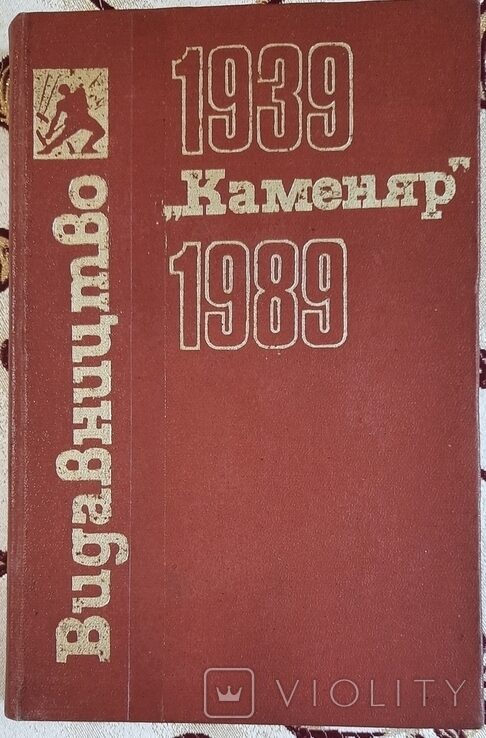 Видавництво
1939
„Каменяр"
1989
VIOLITY